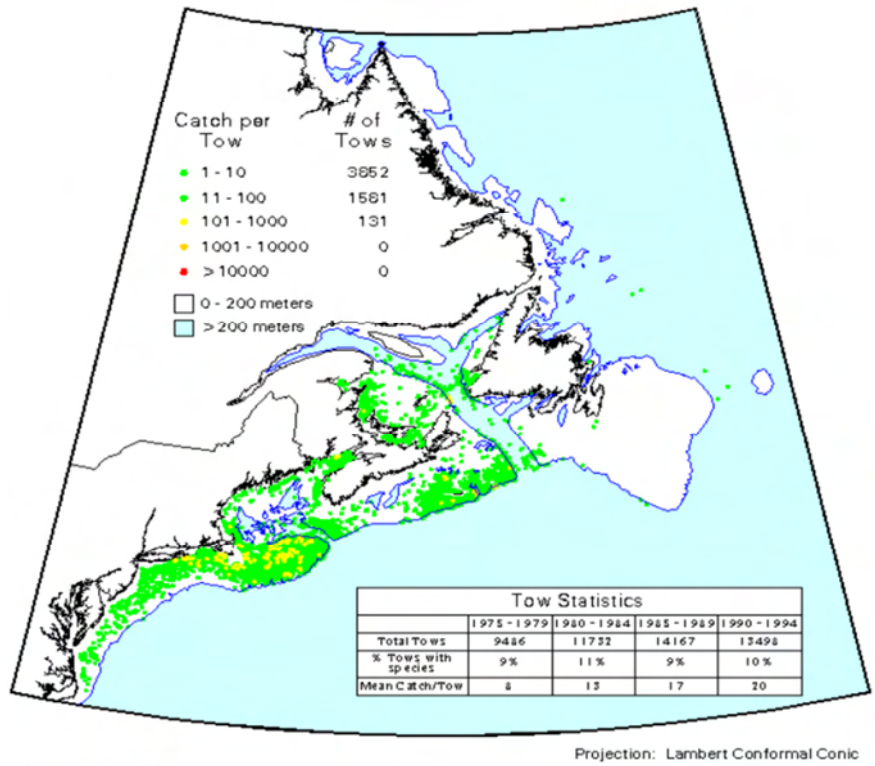 Catch per # of
Tow Tows
1 - 10 3852
11 - 100 1581
101 - 1000 131
1001 - 10000 0
> 10000 0
0 - 200 meters
> 200 meters
Tow Statistics
1975 - 1979 1980 - 1984 1985 - 1989 1990 - 1994
Total Tows 9486 11732 14167 13498
% Tows with
species 9% 11% 9% 10%
Mean Catch/Tow 8 13 17 20
Projection: Lambert Conformal Conic